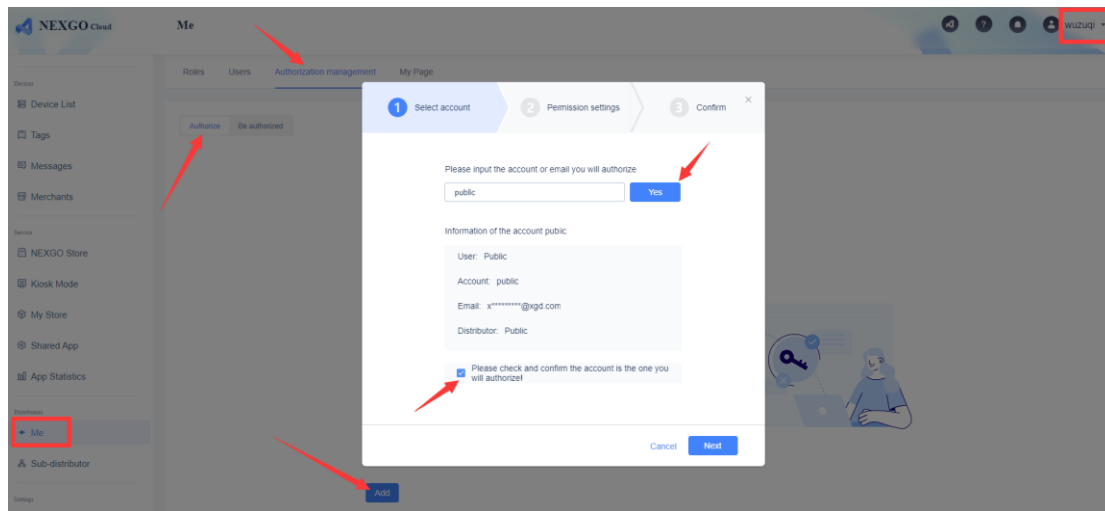 NEXGO Cloud
Me
wuzuqi
Roles Users Authorization management My Page
Device
Device List
Tags
Messages
Merchants
Service
NEXGO Store
Kiosk Mode
My Store
Shared App
App Statistics
Distributor
Me
Sub-distributor
Settings
Authorize Be authorized
1 Select account 2 Permission settings 3 Confirm
Please input the account or email you will authorize
public Yes
Information of the account pubic
User: Public
Account: public
Email: x*********@xgd.com
Distributor: Public
Please check and confirm the account is the one you
will authorize!
Cancel Next
Add